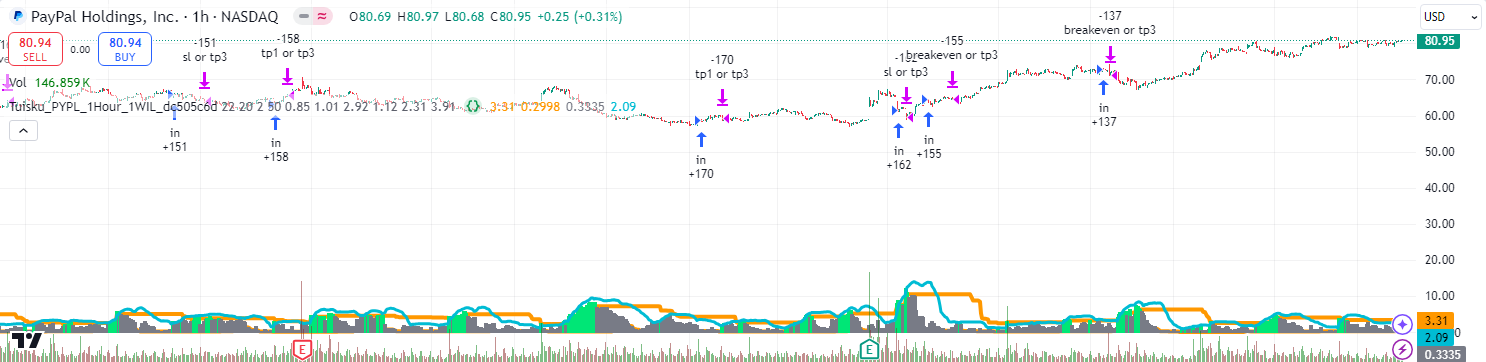 PayPal Holdings, Inc. · 1h · NASDAQ
O80.69 H80.97 L80.68 C80.95 +0.25 (+0.31%)
USD
80.94
SELL
0.00
80.94
BUY
Vol 146.859 K
22 20 2 50 0.85 1.01 2.92 1.12 2.31 3.91 3.31 0.2998 0.3335 2.09
-151
sl or tp3
-158
tp1 or tp3
-170
tp1 or tp3
sl or tp3
-155
breakeven or tp3
-137
breakeven or tp3
in
+151
in
+158
in
+170
in
+162
in
+155
in
+137
80.95
70.00
60.00
50.00
40.00
30.00
20.00
10.00
3.31
0
2.09
0.3335
E
E